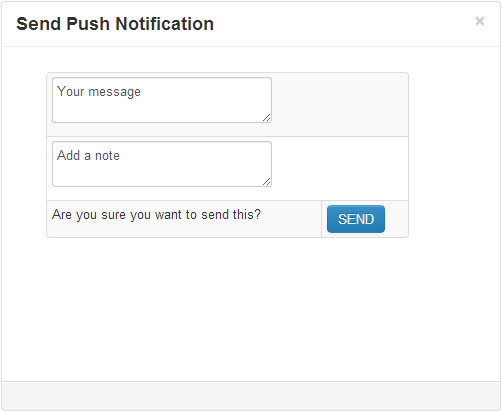 Send Push Notification
×
Your message
Add a note
Are you sure you want to send this?
SEND